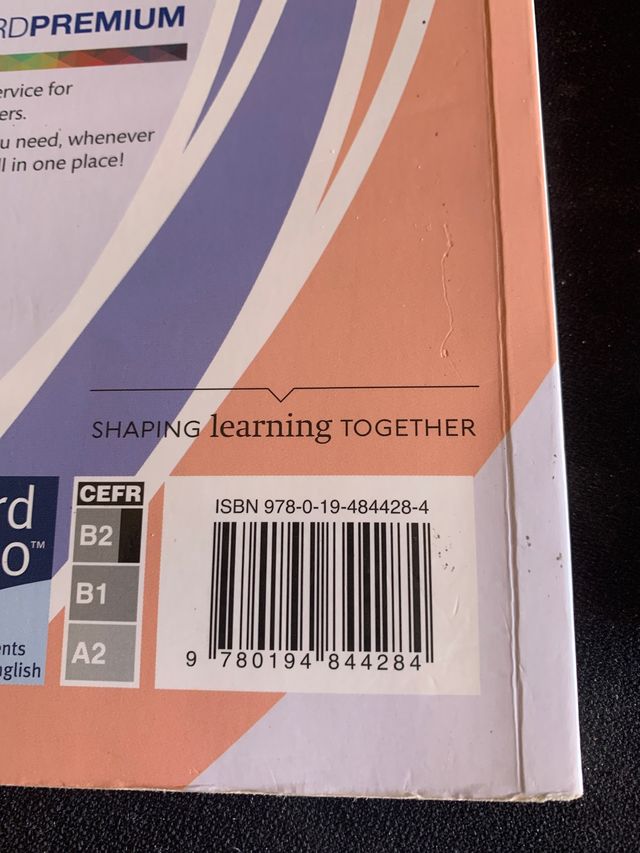 RDPREMIUM
ervice for
ers.
u need, whenever
ll in one place!
SHAPING learning TOGETHER
rd
o™
ents
nglish
CEFR
B2
B1
A2
ISBN 978-0-19-484428-4
9 780194 844284